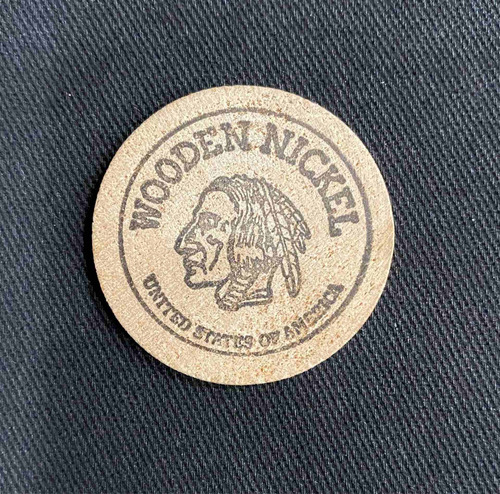 WOODEN NICKEL
UNITED STATES OF AMERICA